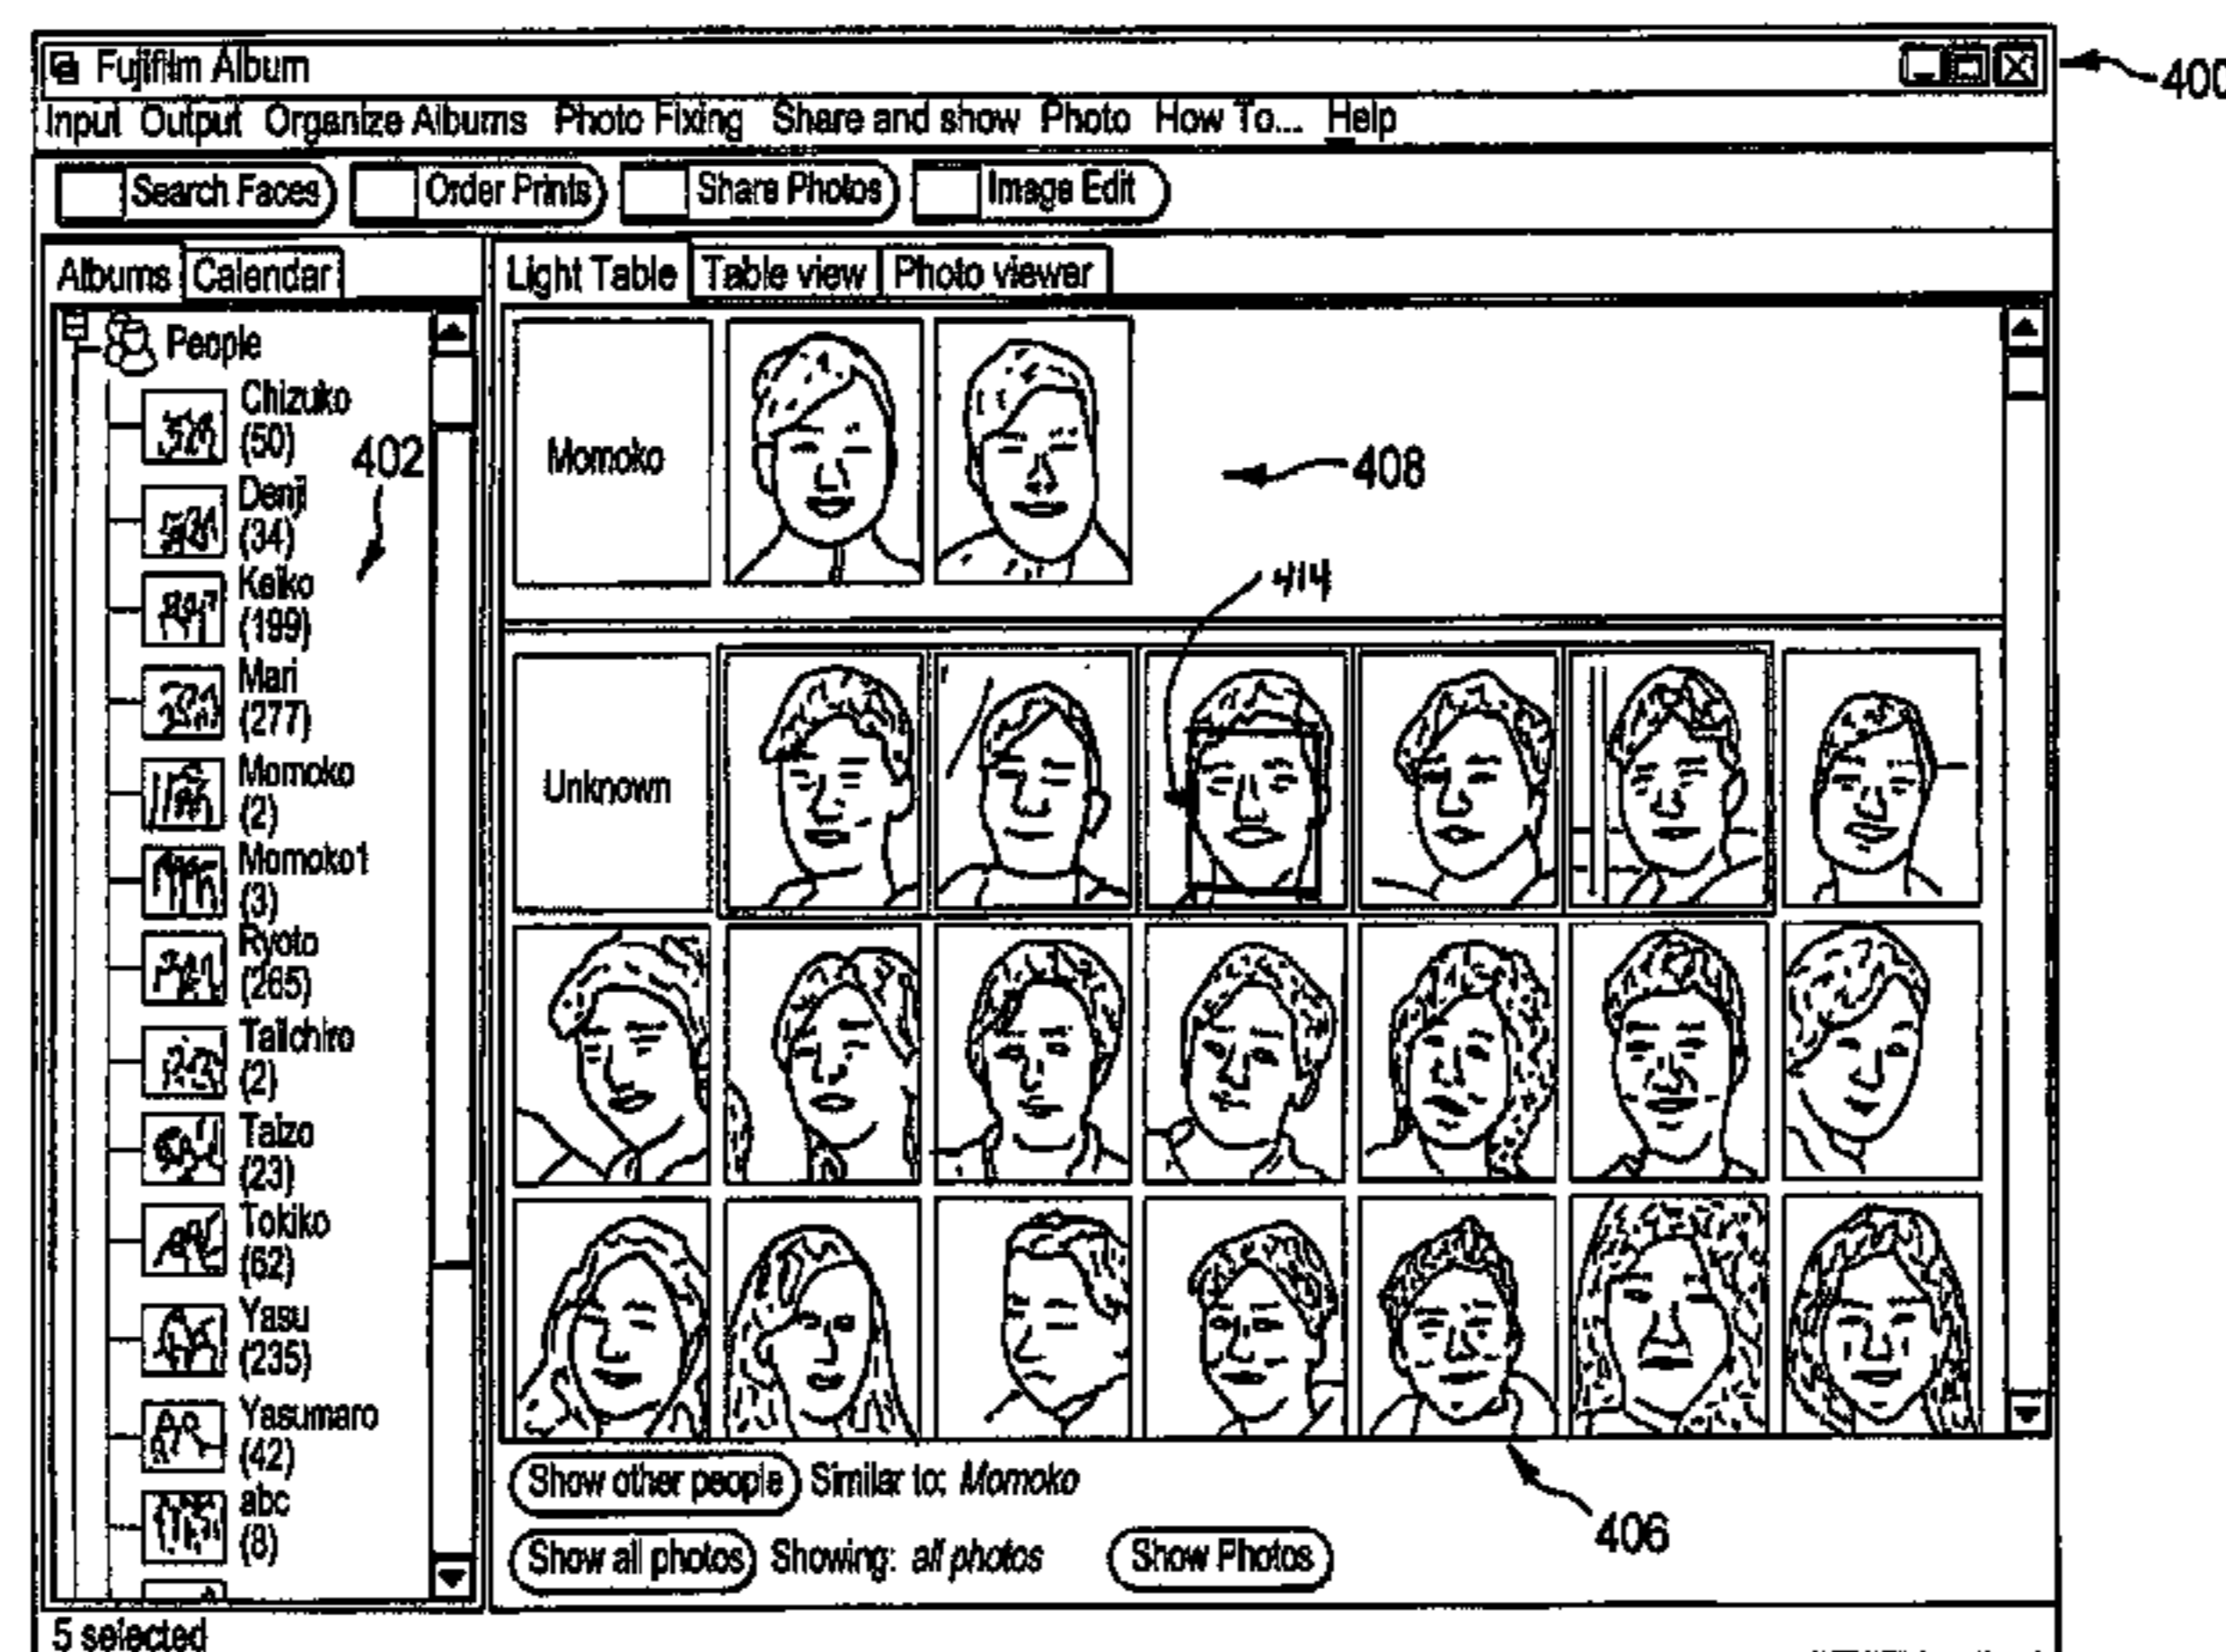 Fujifilm Album
400
Input Output Organize Albums Photo Fixing Share and show Photo How To... Help
Search Faces Order Prints Share Photos Image Edit
Albums Calendar
Light Table Table view Photo viewer
People
Chizuko
(50)
402
Denji
(34)
Keiko
(199)
Mari
(277)
Momoko
(2)
Momoko1
(3)
Ryoto
(265)
Taiichiro
(2)
Taizo
(23)
Tokiko
(62)
Yasu
(235)
Yasumaro
(42)
abc
(8)
Momoko
408
414
Unknown
406
Show other people Similar to: Momoko
Show all photos Showing: all photos Show Photos
5 selected